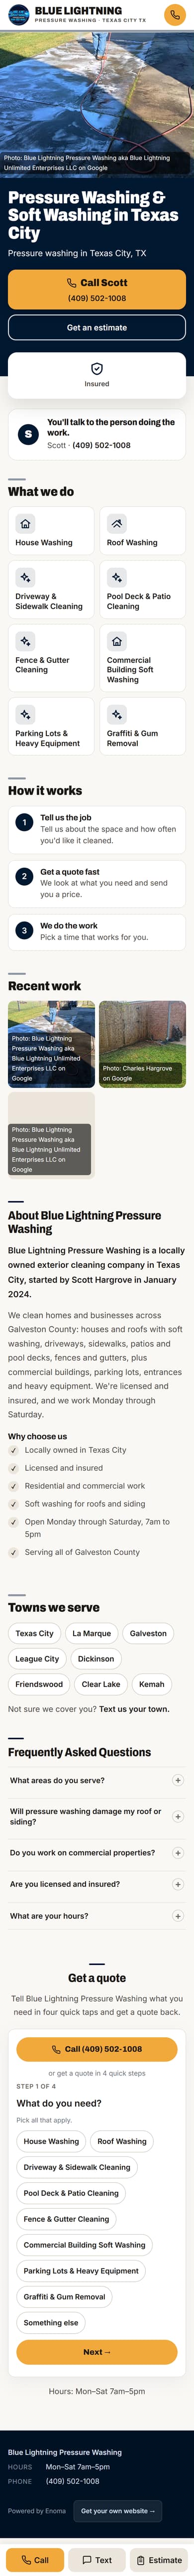 BLUE LIGHTNING
PRESSURE WASHING · TEXAS CITY TX
Photo: Blue Lightning Pressure Washing aka Blue Lightning
Unlimited Enterprises LLC on Google
Pressure Washing &
Soft Washing in Texas
City
Pressure washing in Texas City, TX
Call Scott
(409) 502-1008
Get an estimate
Insured
S
You'll talk to the person doing the
work.
Scott · (409) 502-1008
What we do
House Washing
Roof Washing
Driveway &
Sidewalk Cleaning
Pool Deck & Patio
Cleaning
Fence & Gutter
Cleaning
Commercial
Building Soft
Washing
Parking Lots &
Heavy Equipment
Graffiti & Gum
Removal
How it works
1
Tell us the job
Tell us about the space and how often
you'd like it cleaned.
2
Get a quote fast
We look at what you need and send
you a price.
3
We do the work
Pick a time that works for you.
Recent work
Photo: Blue Lightning
Pressure Washing aka
Blue Lightning Unlimited
Enterprises LLC on
Google
Photo: Charles Hargrove
on Google
Photo: Blue Lightning
Pressure Washing aka
Blue Lightning Unlimited
Enterprises LLC on
Google
About Blue Lightning Pressure
Washing
Blue Lightning Pressure Washing is a locally
owned exterior cleaning company in Texas
City, started by Scott Hargrove in January
2024.
We clean homes and businesses across
Galveston County: houses and roofs with soft
washing, driveways, sidewalks, patios and
pool decks, fences and gutters, plus
commercial buildings, parking lots, entrances
and heavy equipment. We're licensed and
insured, and we work Monday through
Saturday.
Why choose us
✓ Locally owned in Texas City
✓ Licensed and insured
✓ Residential and commercial work
✓ Soft washing for roofs and siding
✓ Open Monday through Saturday, 7am to
5pm
✓ Serving all of Galveston County
Towns we serve
Texas City
La Marque
Galveston
League City
Dickinson
Friendswood
Clear Lake
Kemah
Not sure we cover you? Text us your town.
Frequently Asked Questions
What areas do you serve? +
Will pressure washing damage my roof or
siding? +
Do you work on commercial properties? +
Are you licensed and insured? +
What are your hours? +
Get a quote
Tell Blue Lightning Pressure Washing what you
need in four quick taps and get a quote back.
Call (409) 502-1008
or get a quote in 4 quick steps
STEP 1 OF 4
What do you need?
Pick all that apply.
House Washing
Roof Washing
Driveway & Sidewalk Cleaning
Pool Deck & Patio Cleaning
Fence & Gutter Cleaning
Commercial Building Soft Washing
Parking Lots & Heavy Equipment
Graffiti & Gum Removal
Something else
Next →
Hours: Mon–Sat 7am–5pm
Blue Lightning Pressure Washing
HOURS Mon–Sat 7am–5pm
PHONE (409) 502-1008
Powered by Enoma
Get your own website →
Call
Text
Estimate